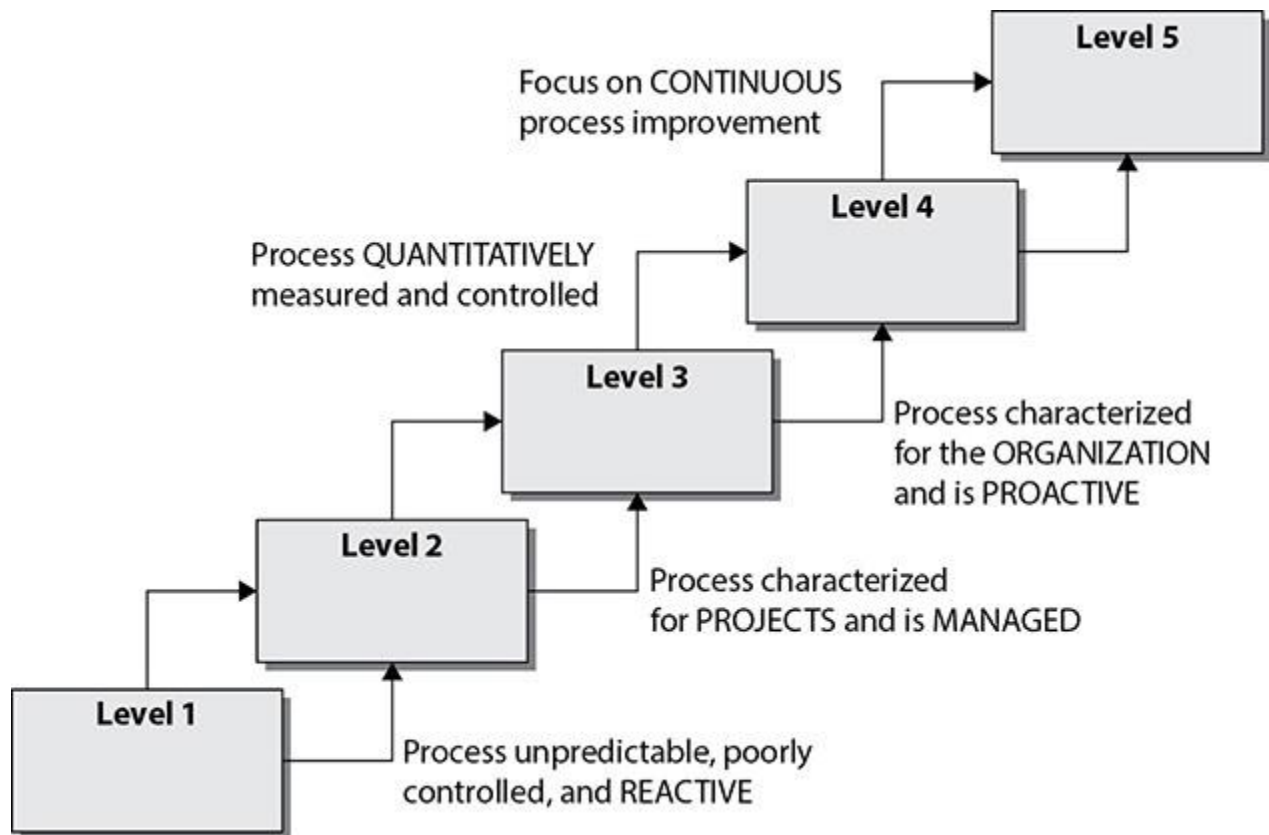 Level 5
Focus on CONTINUOUS
process improvement
Level 4
Process QUANTITATIVELY
measured and controlled
Level 3
Process characterized
for the ORGANIZATION
and is PROACTIVE
Level 2
Process characterized
for PROJECTS and is MANAGED
Level 1
Process unpredictable, poorly
controlled, and REACTIVE